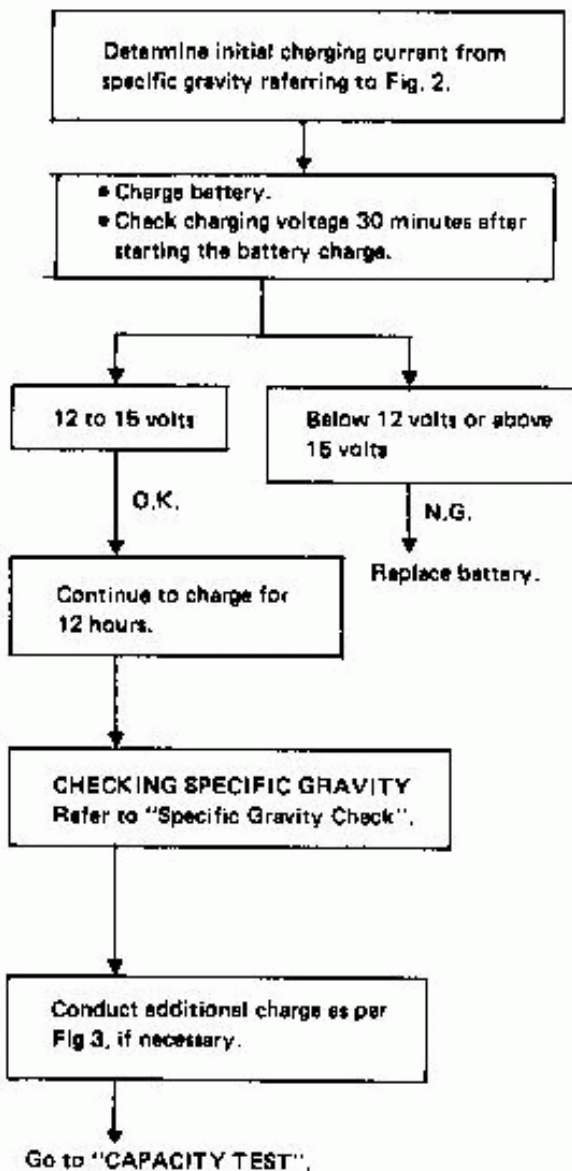 Determine initial charging current from
specific gravity referring to Fig. 2.
• Charge battery.
• Check charging voltage 30 minutes after
starting the battery charge.
12 to 15 volts
Below 12 volts or above
15 volts
O.K.
N.G.
Replace battery.
Continue to charge for
12 hours.
CHECKING SPECIFIC GRAVITY
Refer to "Specific Gravity Check".
Conduct additional charge as per
Fig 3, if necessary.
Go to "CAPACITY TEST".